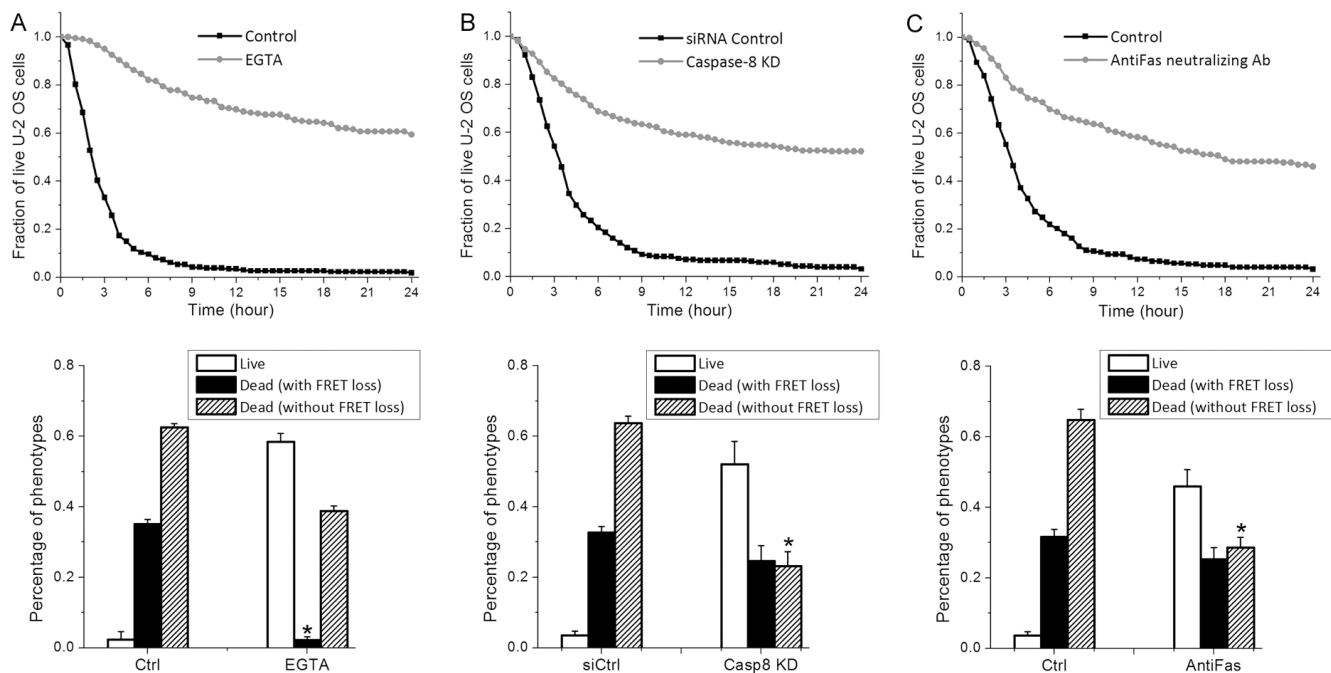 A
Fraction of live U-2 OS cells
1.0
0.8
0.6
0.4
0.2
0.0
Control
EGTA
0 3 6 9 12 15 18 21 24
Time (hour)
B
Fraction of live U-2 OS cells
1.0
0.8
0.6
0.4
0.2
0.0
siRNA Control
Caspase-8 KD
0 3 6 9 12 15 18 21 24
Time (hour)
C
Fraction of live U-2 OS cells
1.0
0.8
0.6
0.4
0.2
0.0
Control
AntiFas neutralizing Ab
0 3 6 9 12 15 18 21 24
Time (hour)
Percentage of phenotypes
0.8
0.6
0.4
0.2
0.0
Live
Dead (with FRET loss)
Dead (without FRET loss)
*
Ctrl EGTA
Percentage of phenotypes
0.8
0.6
0.4
0.2
0.0
Live
Dead (with FRET loss)
Dead (without FRET loss)
*
siCtrl Casp8 KD
Percentage of phenotypes
0.8
0.6
0.4
0.2
0.0
Live
Dead (with FRET loss)
Dead (without FRET loss)
*
Ctrl AntiFas